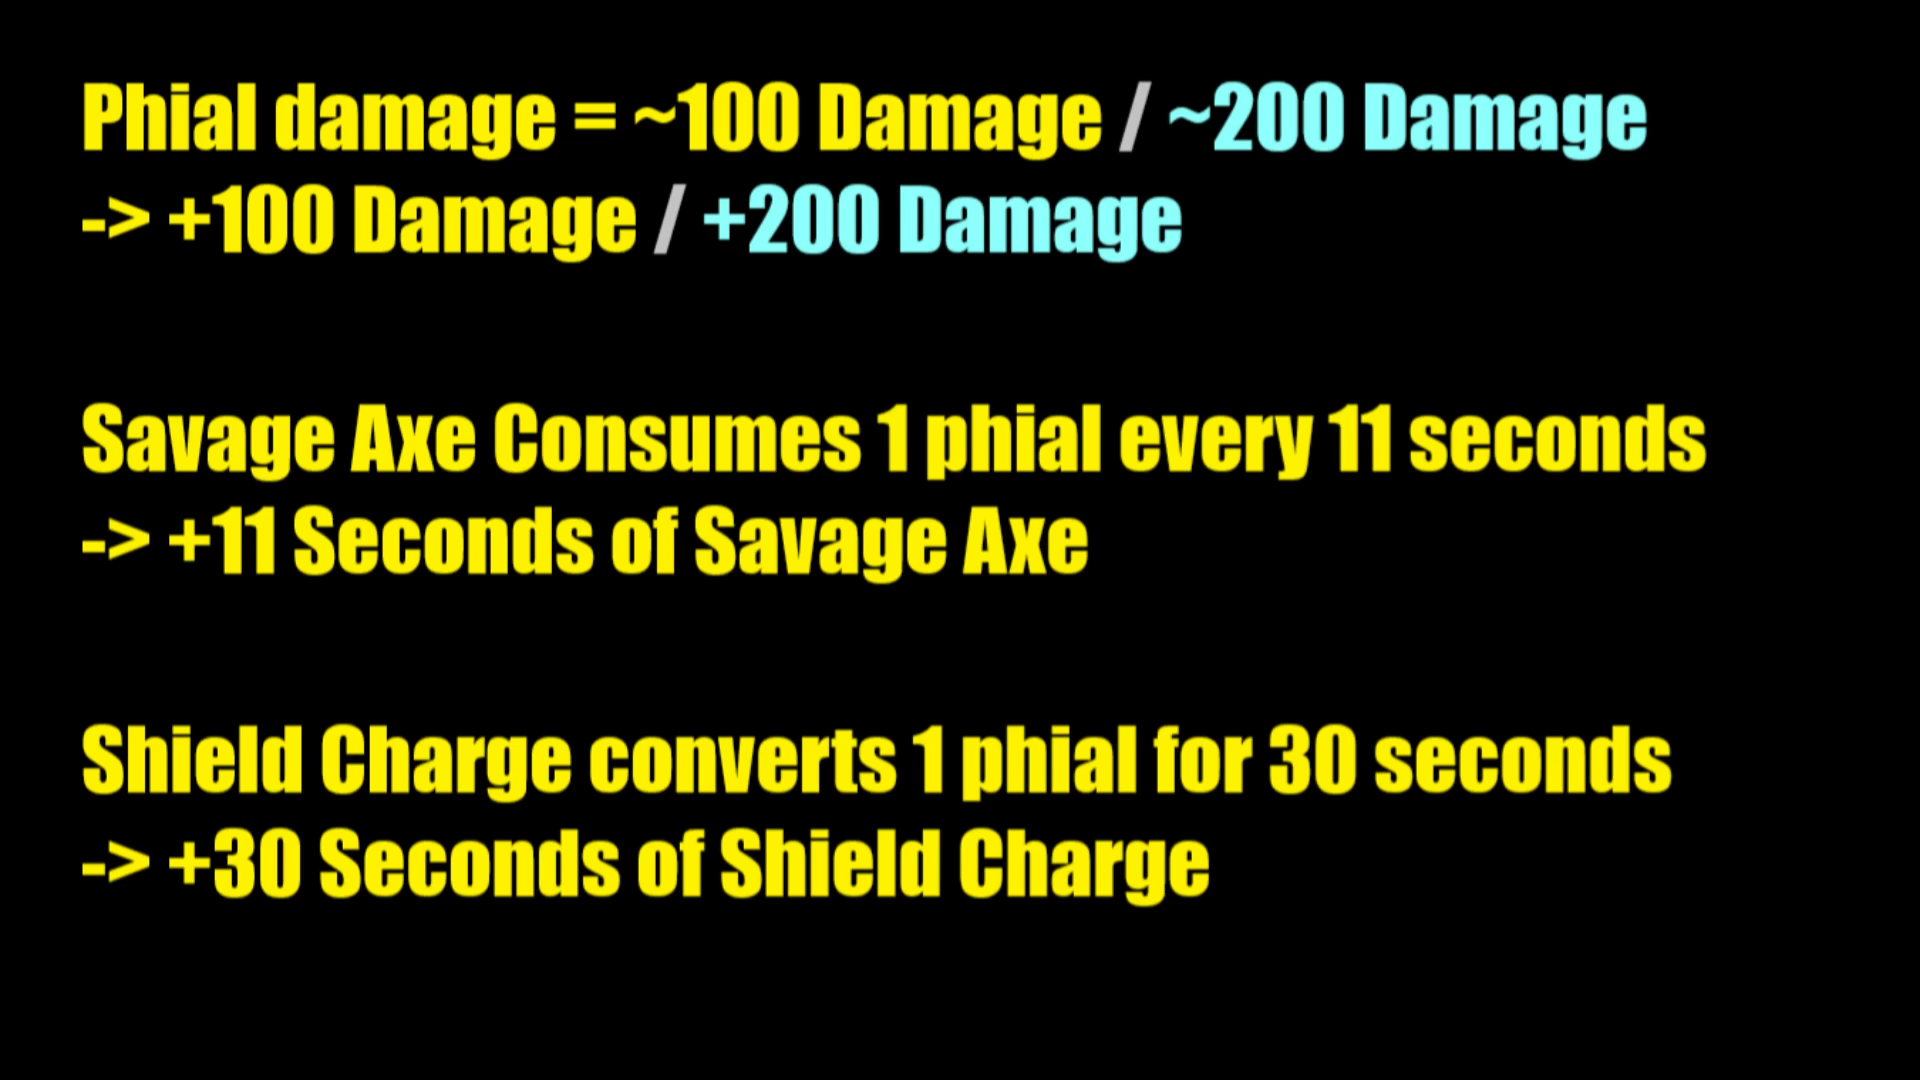 Phial damage = ~100 Damage / ~200 Damage
-> +100 Damage / +200 Damage
Savage Axe Consumes 1 phial every 11 seconds
-> +11 Seconds of Savage Axe
Shield Charge converts 1 phial for 30 seconds
-> +30 Seconds of Shield Charge